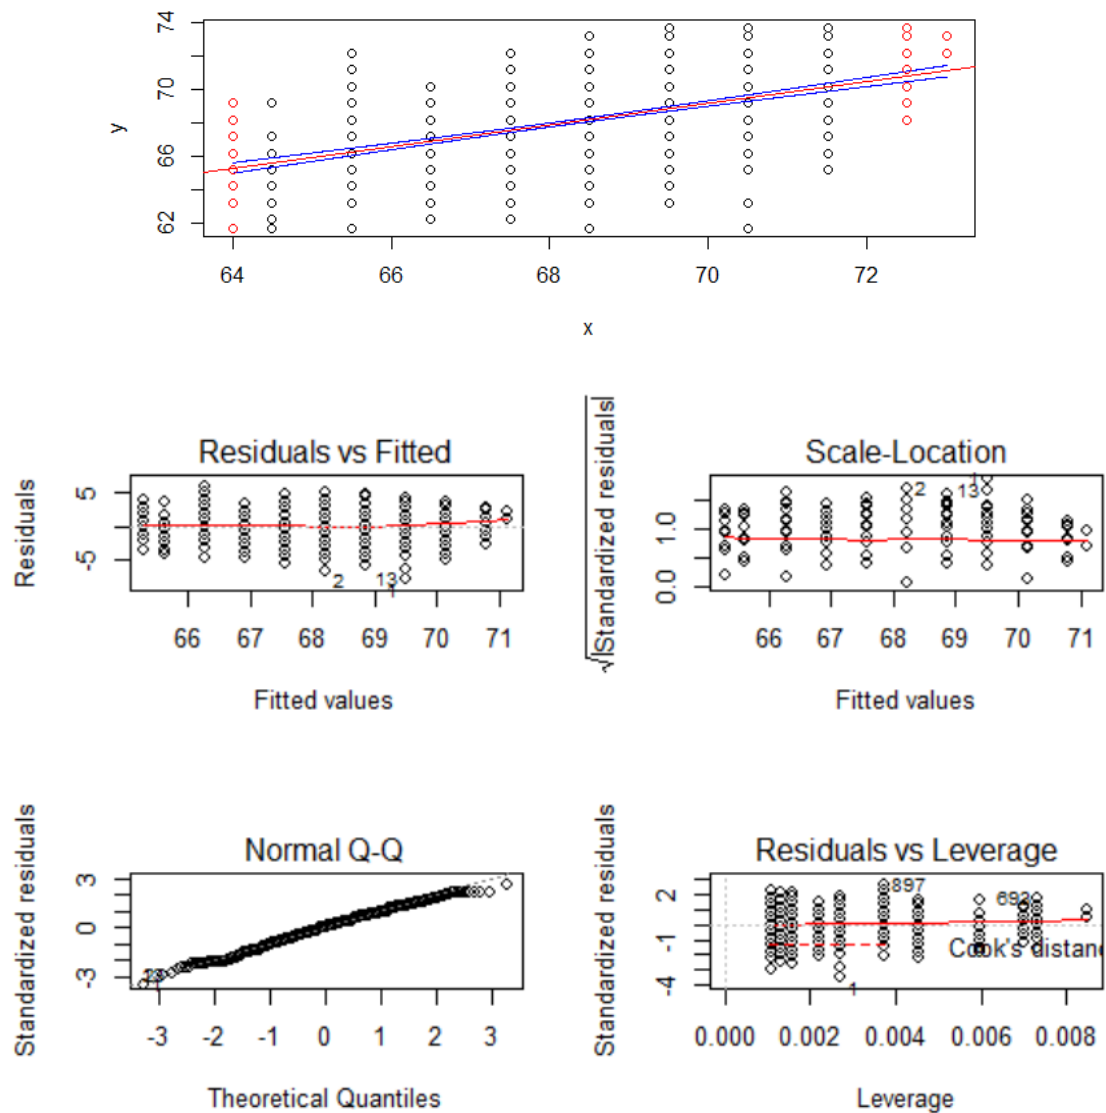 74
70
66
62
y
64 66 68 70 72
x
Residuals vs Fitted
Residuals
5
-5
2
13
1
66 67 68 69 70 71
Fitted values
Scale-Location
√|Standardized residuals|
1.0
0.0
1
2
13
66 67 68 69 70 71
Fitted values
Normal Q-Q
Standardized residuals
3
0
-3
1
-3 -2 -1 0 1 2 3
Theoretical Quantiles
Residuals vs Leverage
Standardized residuals
2
-1
-4
897
692
Cook's distanc
1
0.000 0.002 0.004 0.006 0.008
Leverage